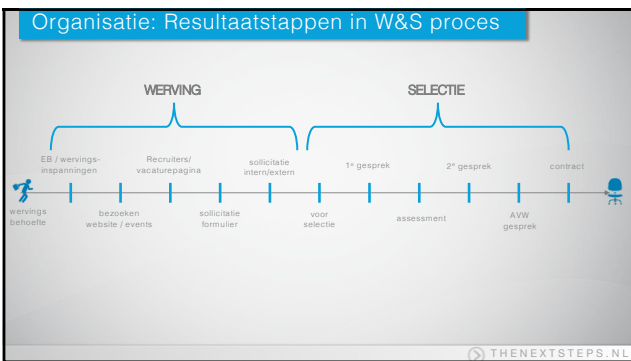 Organisatie: Resultaatstappen in W&S proces
WERVING
SELECTIE
EB / wervings-
inspanningen
Recruiters/
vacaturepagina
sollicitatie
intern/extern
1e gesprek
2e gesprek
contract
wervings
behoefte
bezoeken
website / events
sollicitatie
formulier
voor
selectie
assessment
AVW
gesprek
THENEXTSTEPS.NL